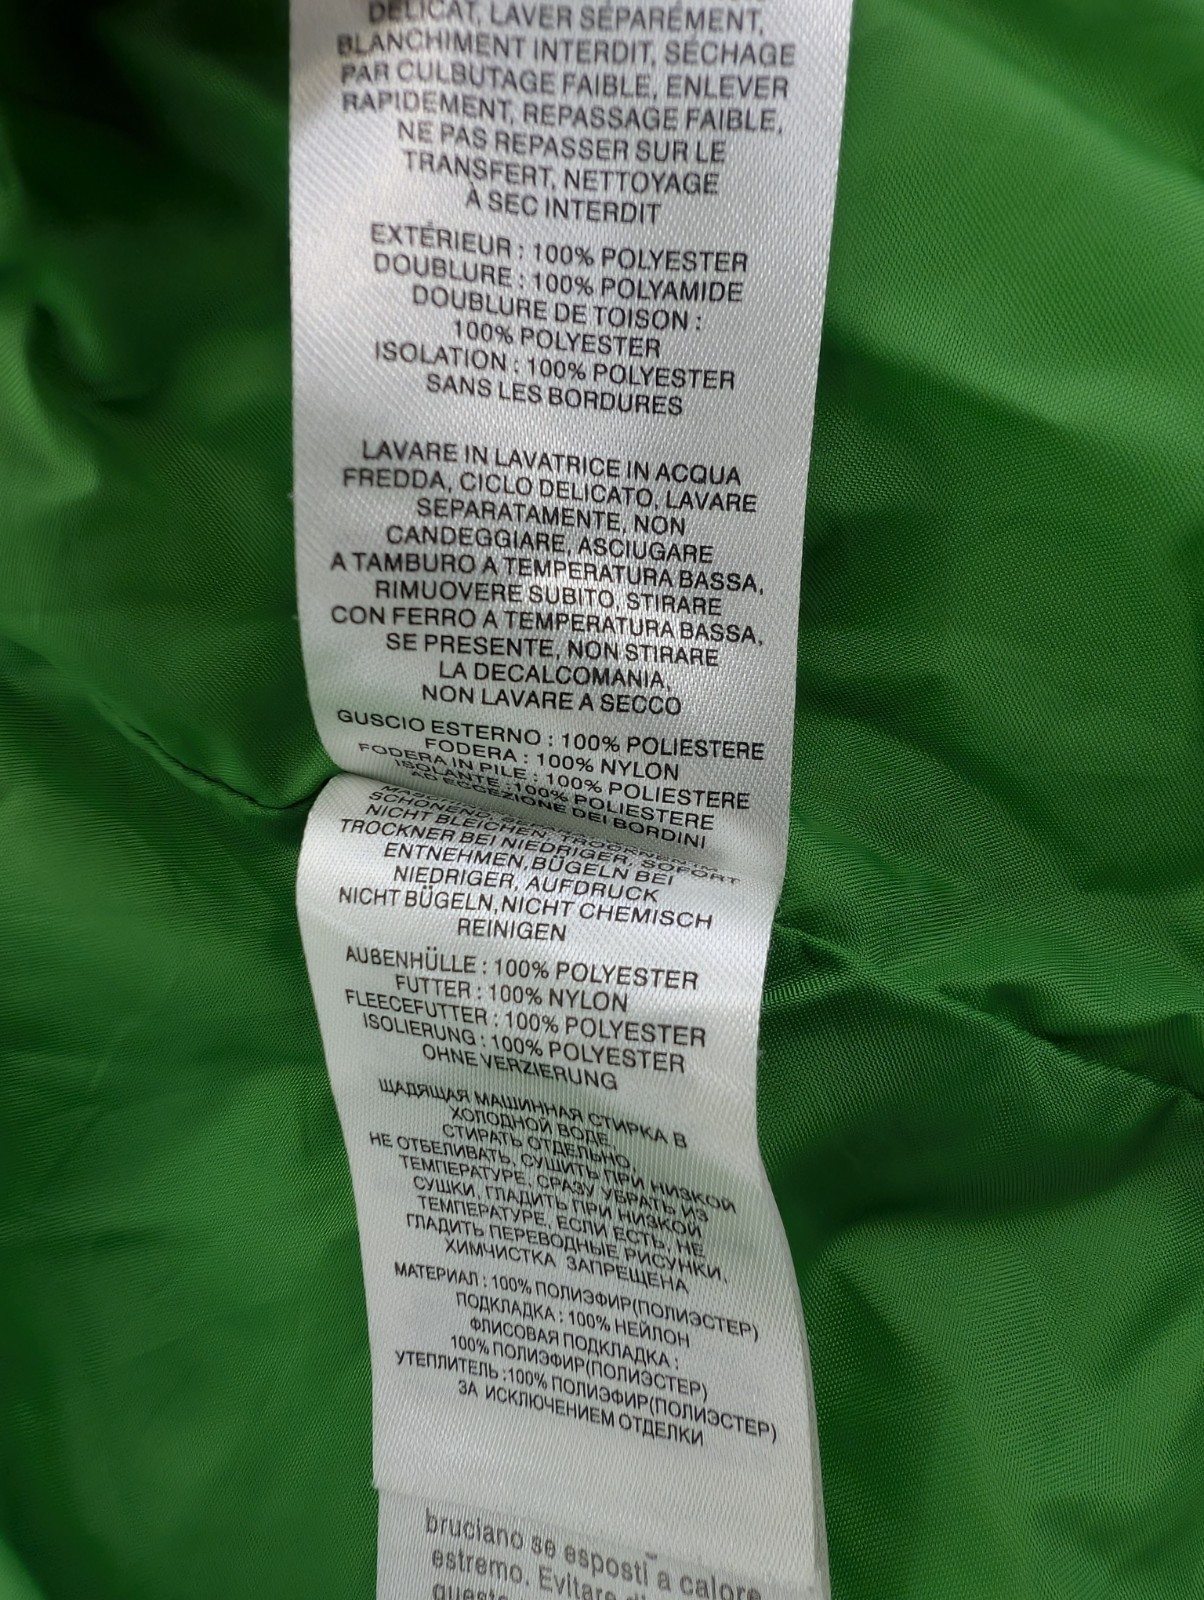 DÉLICAT, LAVER SÉPARÉMENT,
BLANCHIMENT INTERDIT, SÉCHAGE
PAR CULBUTAGE FAIBLE, ENLEVER
RAPIDEMENT, REPASSAGE FAIBLE,
NE PAS REPASSER SUR LE
TRANSFERT, NETTOYAGE
À SEC INTERDIT
EXTÉRIEUR : 100% POLYESTER
DOUBLURE : 100% POLYAMIDE
DOUBLURE DE TOISON :
100% POLYESTER
ISOLATION : 100% POLYESTER
SANS LES BORDURES
LAVARE IN LAVATRICE IN ACQUA
FREDDA, CICLO DELICATO, LAVARE
SEPARATAMENTE, NON
CANDEGGIARE, ASCIUGARE
A TAMBURO A TEMPERATURA BASSA,
RIMUOVERE SUBITO, STIRARE
CON FERRO A TEMPERATURA BASSA,
SE PRESENTE, NON STIRARE
LA DECALCOMANIA,
NON LAVARE A SECCO
GUSCIO ESTERNO : 100% POLIESTERE
FODERA : 100% NYLON
FODERA IN PILE : 100% POLIESTERE
ISOLANTE :100% POLIESTERE
AD ECCEZIONE DEI BORDINI
SCHONEND,
NICHT BLEICHEN, TROCKNEN IM
TROCKNER BEI NIEDRIGER, SOFORT
ENTNEHMEN,BÜGELN BEI
NIEDRIGER, AUFDRUCK
NICHT BÜGELN,NICHT CHEMISCH
REINIGEN
AUßENHÜLLE : 100% POLYESTER
FUTTER : 100% NYLON
FLEECEFUTTER : 100% POLYESTER
ISOLIERUNG : 100% POLYESTER
OHNE VERZIERUNG
ЩАДЯЩАЯ МАШИННАЯ СТИРКА В
ХОЛОДНОЙ ВОДЕ,
СТИРАТЬ ОТДЕЛЬНО,
НЕ ОТБЕЛИВАТЬ, СУШИТЬ ПРИ НИЗКОЙ
ТЕМПЕРАТУРЕ, СРАЗУ УБРАТЬ ИЗ
СУШКИ, ГЛАДИТЬ ПРИ НИЗКОЙ
ТЕМПЕРАТУРЕ, ЕСЛИ ЕСТЬ, НЕ
ГЛАДИТЬ ПЕРЕВОДНЫЕ РИСУНКИ,
ХИМЧИСТКА ЗАПРЕЩЕНА
МАТЕРИАЛ : 100% ПОЛИЭФИР(ПОЛИЭСТЕР)
ПОДКЛАДКА : 100% НЕЙЛОН
ФЛИСОВАЯ ПОДКЛАДКА :
100% ПОЛИЭФИР(ПОЛИЭСТЕР)
УТЕПЛИТЕЛЬ :100% ПОЛИЭФИР(ПОЛИЭСТЕР)
ЗА ИСКЛЮЧЕНИЕМ ОТДЕЛКИ
bruciano se esposti a calore
estremo. Evitare